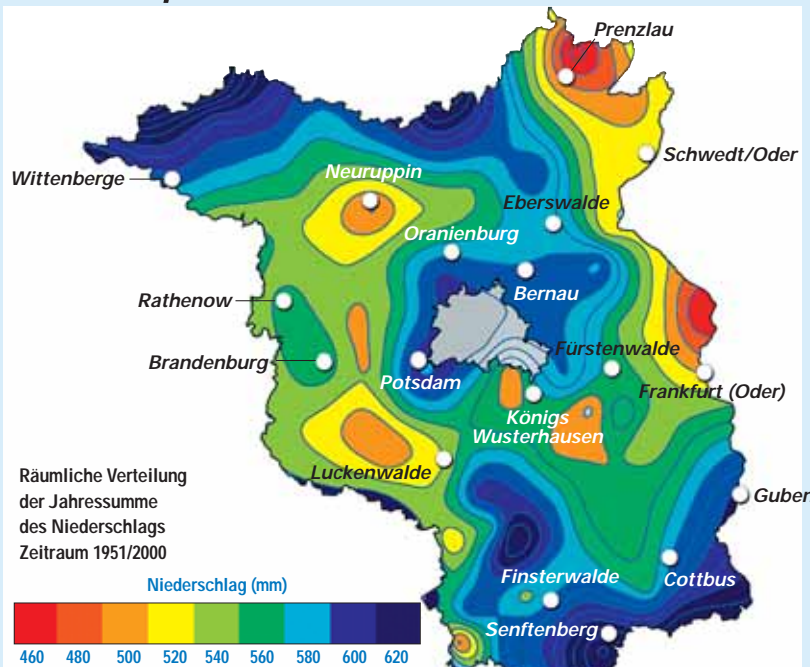 Prenzlau
Schwedt/Oder
Wittenberge
Neuruppin
Eberswalde
Oranienburg
Bernau
Rathenow
Brandenburg
Potsdam
Fürstenwalde
Frankfurt (Oder)
Königs
Wusterhausen
Luckenwalde
Räumliche Verteilung
der Jahressumme
des Niederschlags
Zeitraum 1951/2000
Guben
Cottbus
Finsterwalde
Senftenberg
Niederschlag (mm)
460 480 500 520 540 560 580 600 620